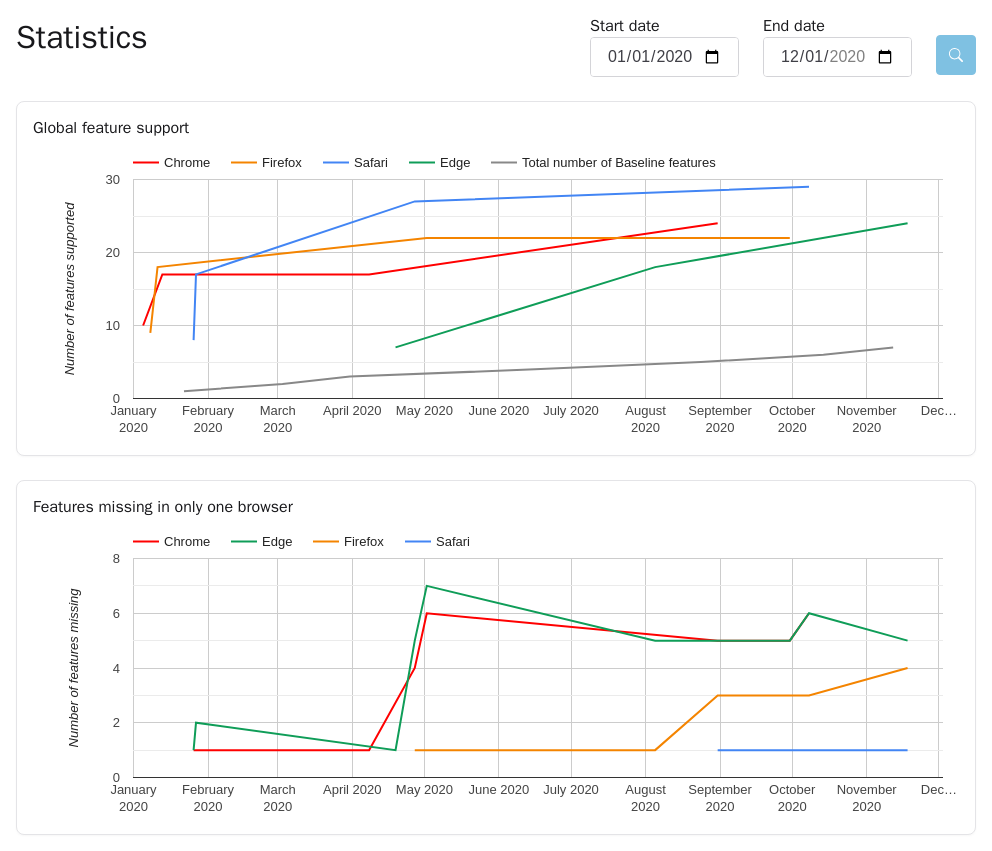 Statistics
Start date
End date
01/01/2020
12/01/2020
Global feature support
Chrome
Firefox
Safari
Edge
Total number of Baseline features
Number of features supported
30
20
10
0
January 2020
February 2020
March 2020
April 2020
May 2020
June 2020
July 2020
August 2020
September 2020
October 2020
November 2020
Dec…
Features missing in only one browser
Chrome
Edge
Firefox
Safari
Number of features missing
8
6
4
2
0
January 2020
February 2020
March 2020
April 2020
May 2020
June 2020
July 2020
August 2020
September 2020
October 2020
November 2020
Dec…